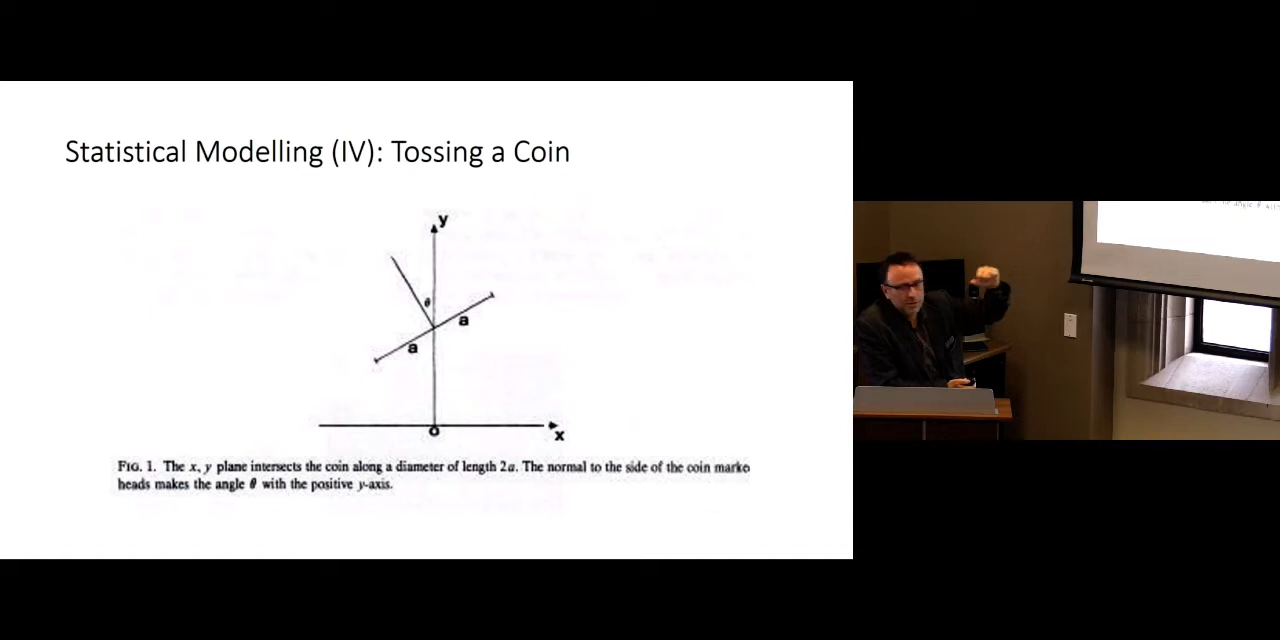 Statistical Modelling (IV): Tossing a Coin
y
θ
a
a
O
x
FIG. 1. The x, y plane intersects the coin along a diameter of length 2a. The normal to the side of the coin marke
heads makes the angle θ with the positive y-axis.